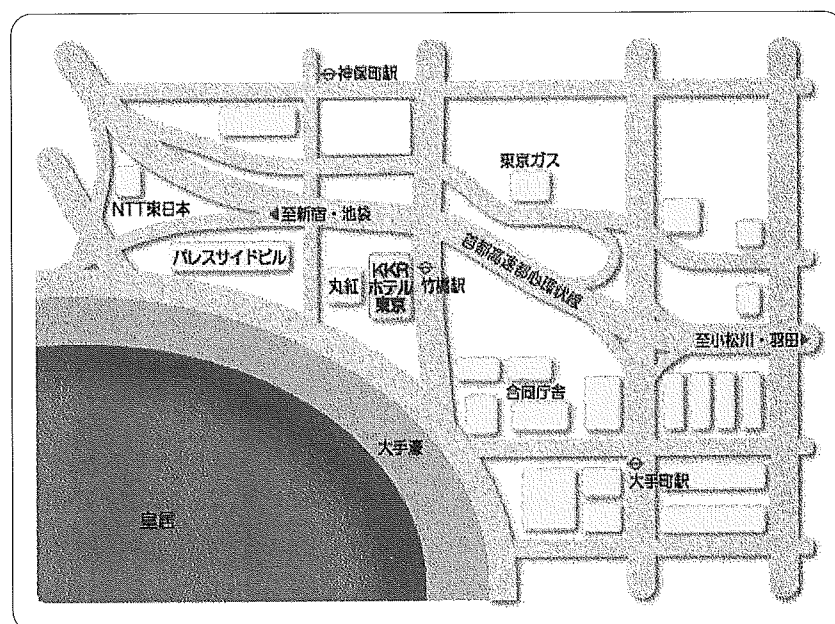 神保町駅
東京ガス
NTT東日本
◀至新宿・池袋
パレスサイドビル
首都高速都心環状線
丸紅
KKR
ホテル
東京
竹橋駅
至小松川・羽田▶
合同庁舎
大手濠
大手町駅
皇居